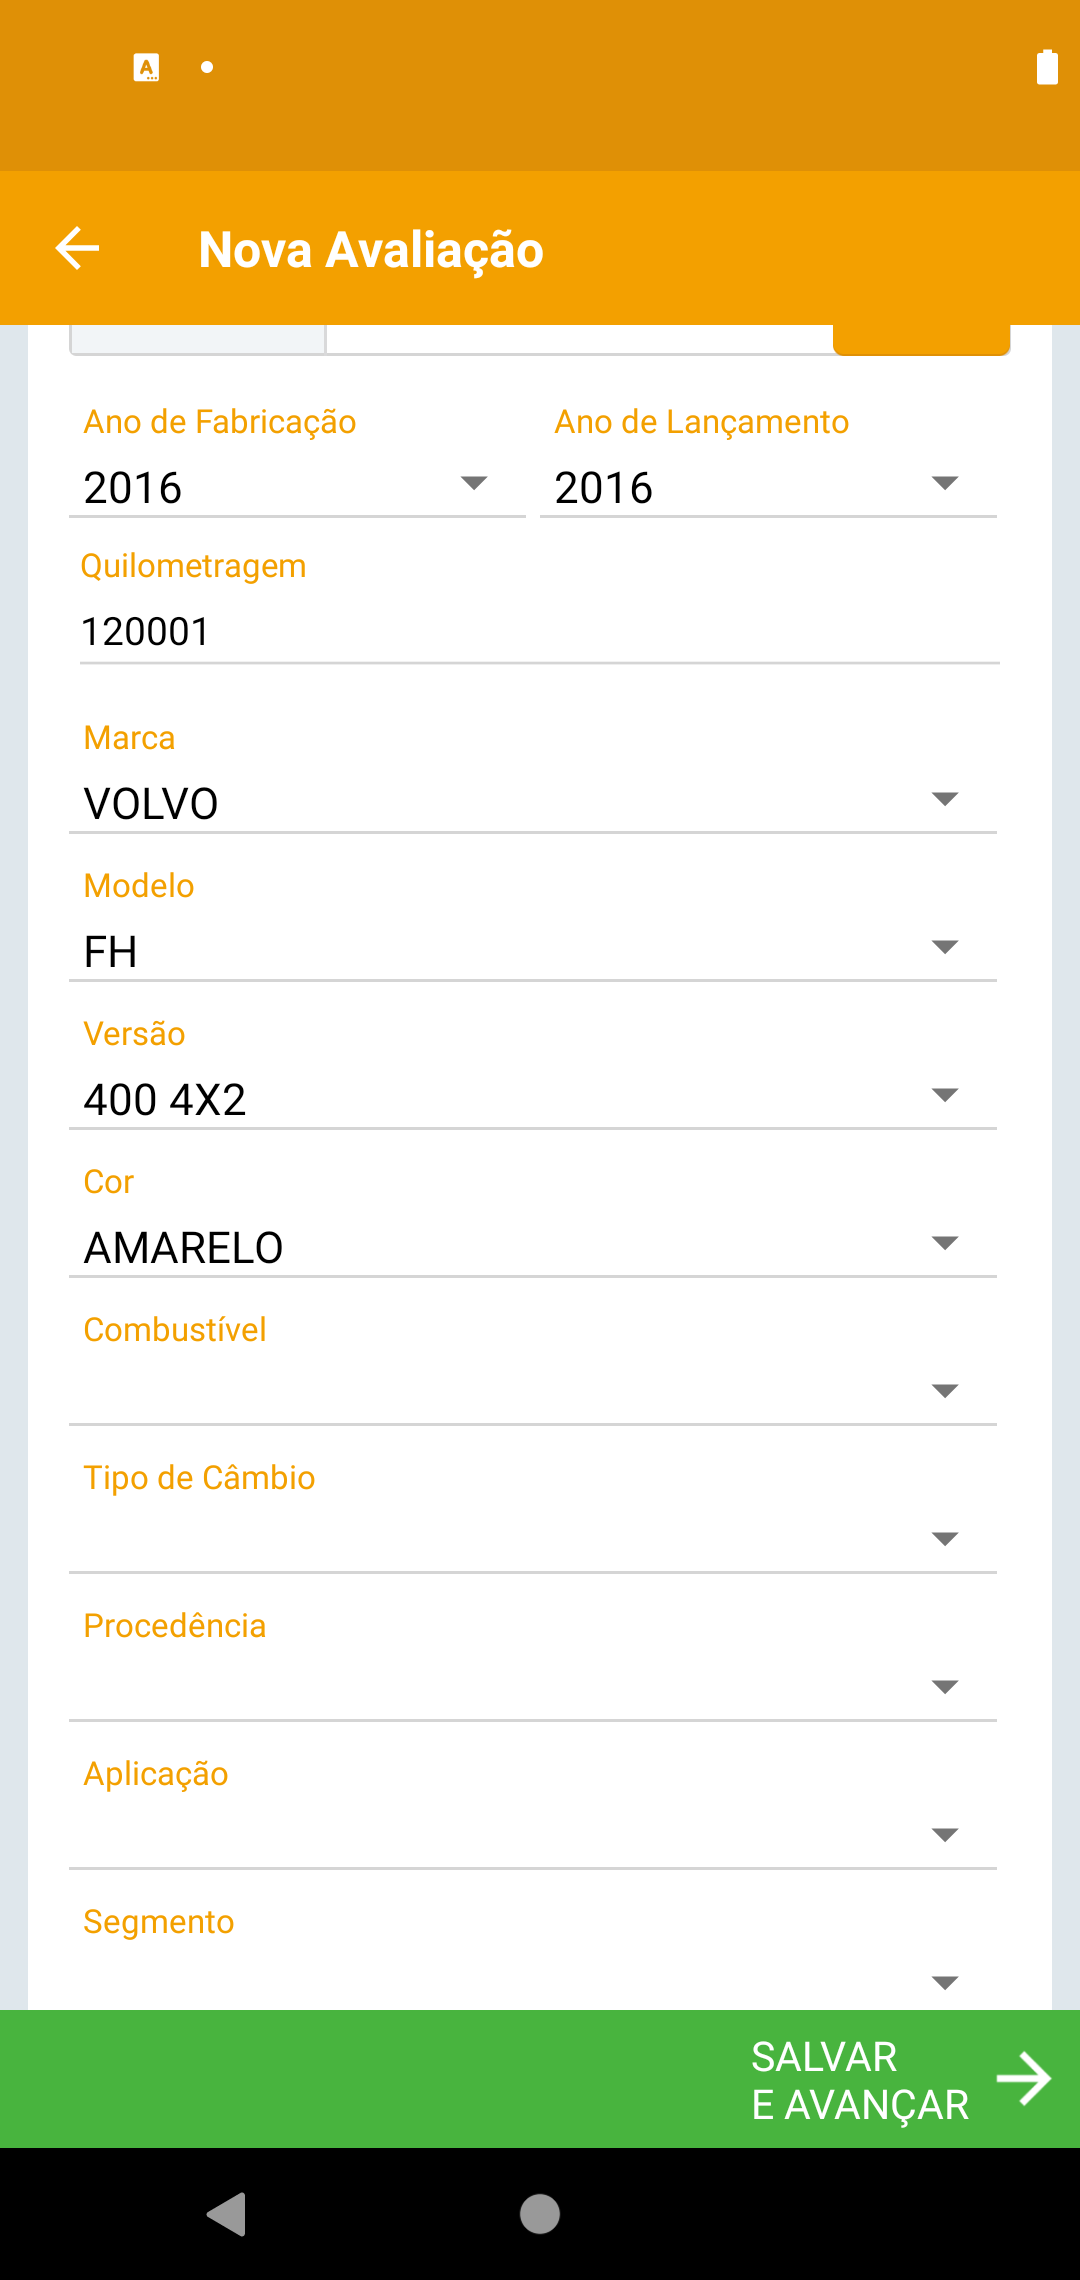 Nova Avaliação
Ano de Fabricação Ano de Lançamento
2016 2016
Quilometragem
120001
Marca
VOLVO
Modelo
FH
Versão
400 4X2
Cor
AMARELO
Combustível
Tipo de Câmbio
Procedência
Aplicação
Segmento
SALVAR
E AVANÇAR